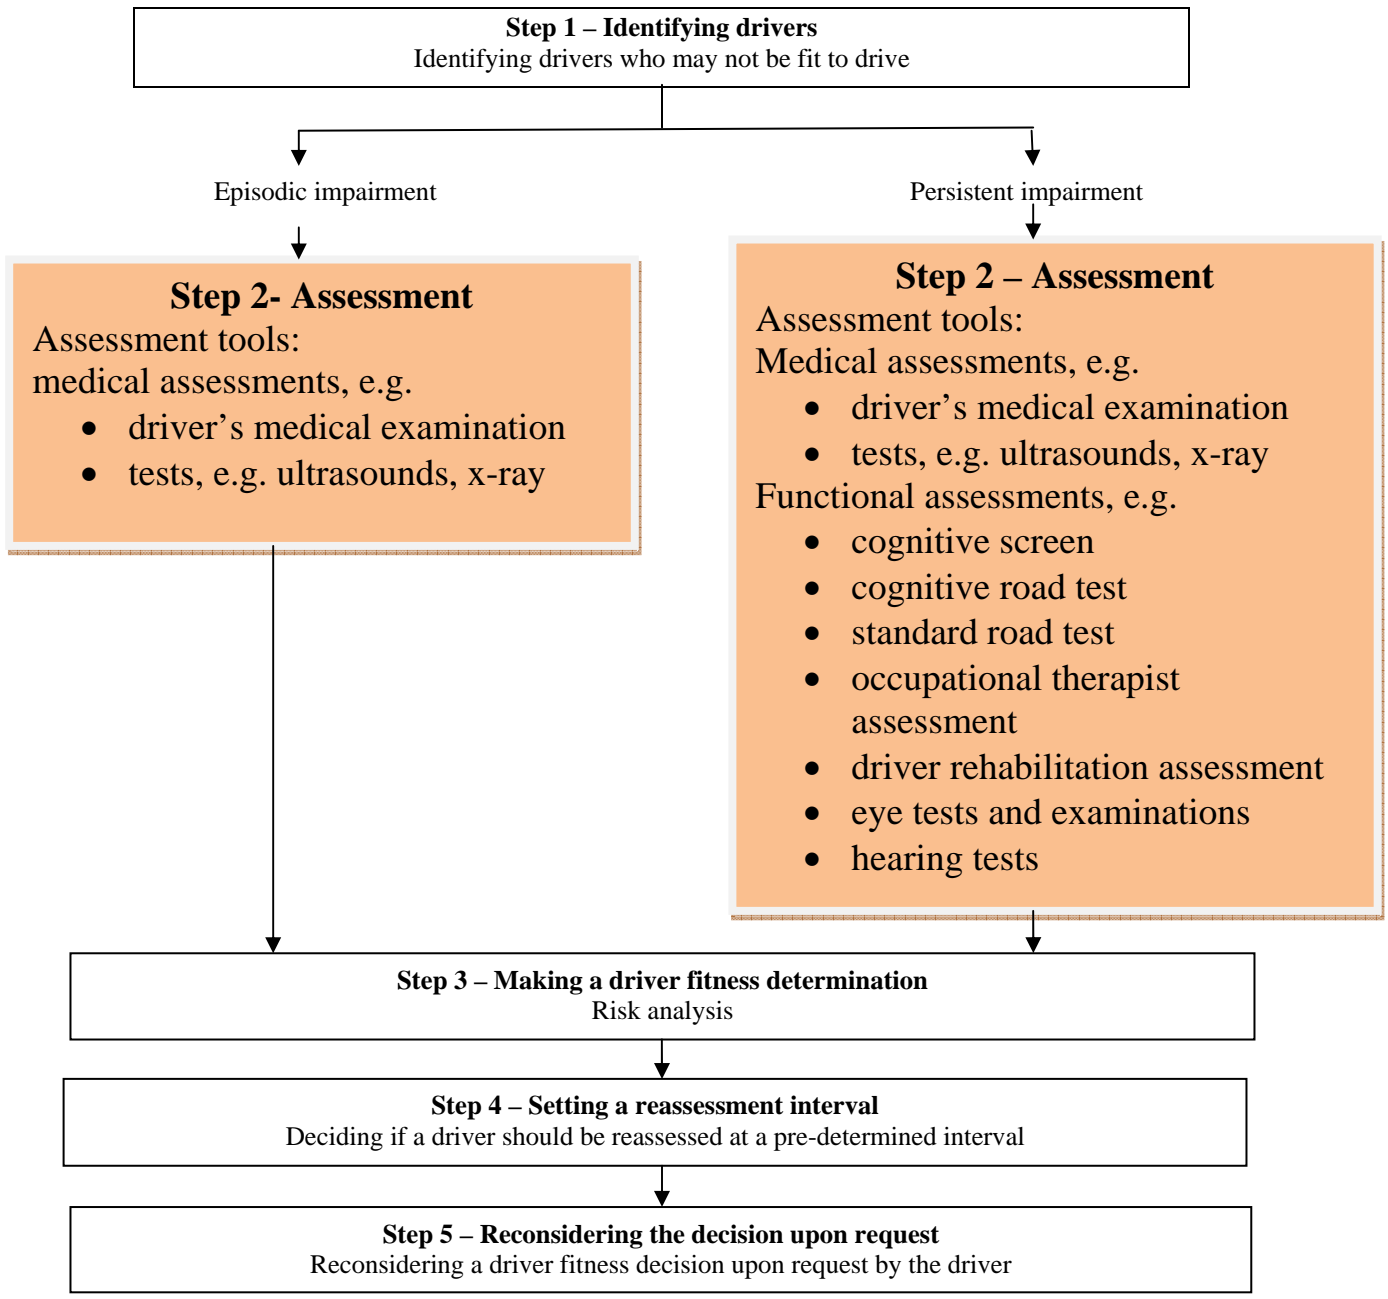 Step 1 – Identifying drivers
Identifying drivers who may not be fit to drive
Episodic impairment
Persistent impairment
Step 2- Assessment
Assessment tools:
medical assessments, e.g.
• driver’s medical examination
• tests, e.g. ultrasounds, x-ray
Step 2 – Assessment
Assessment tools:
Medical assessments, e.g.
• driver’s medical examination
• tests, e.g. ultrasounds, x-ray
Functional assessments, e.g.
• cognitive screen
• cognitive road test
• standard road test
• occupational therapist
assessment
• driver rehabilitation assessment
• eye tests and examinations
• hearing tests
Step 3 – Making a driver fitness determination
Risk analysis
Step 4 – Setting a reassessment interval
Deciding if a driver should be reassessed at a pre-determined interval
Step 5 – Reconsidering the decision upon request
Reconsidering a driver fitness decision upon request by the driver